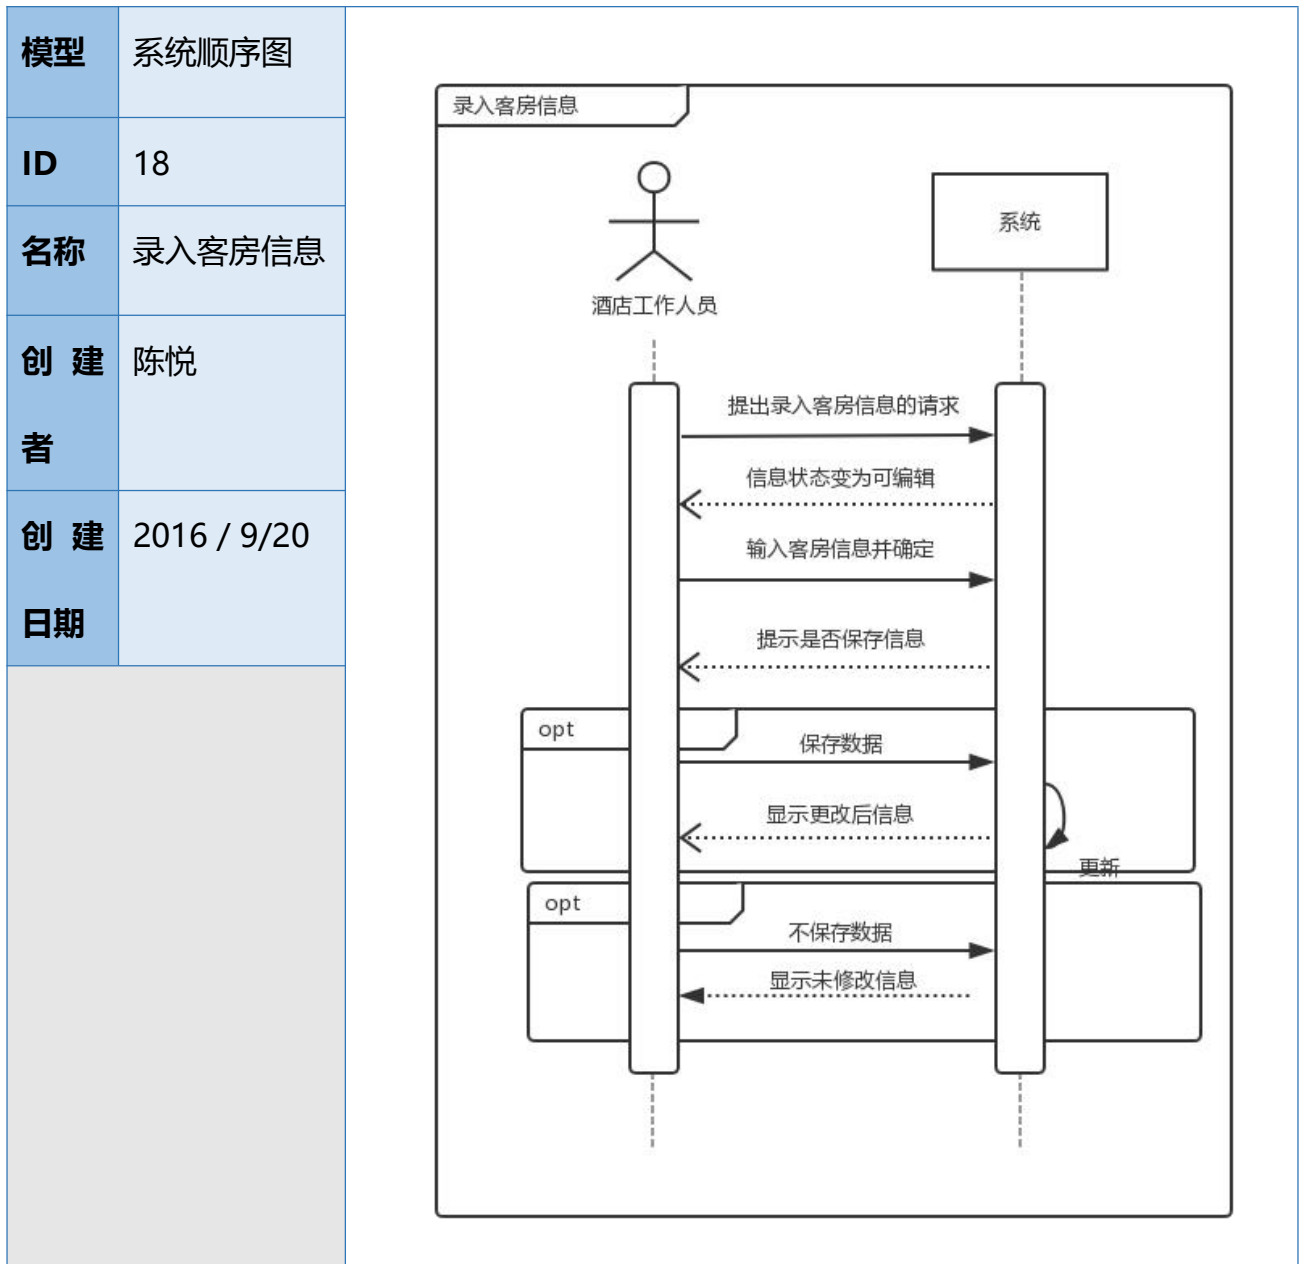 模型 系统顺序图
ID 18
名称 录入客房信息
创 建 陈悦
者
创 建 2016 / 9/20
日期
录入客房信息
系统
酒店工作人员
提出录入客房信息的请求
信息状态变为可编辑
输入客房信息并确定
提示是否保存信息
opt
保存数据
显示更改后信息
更新
opt
不保存数据
显示未修改信息